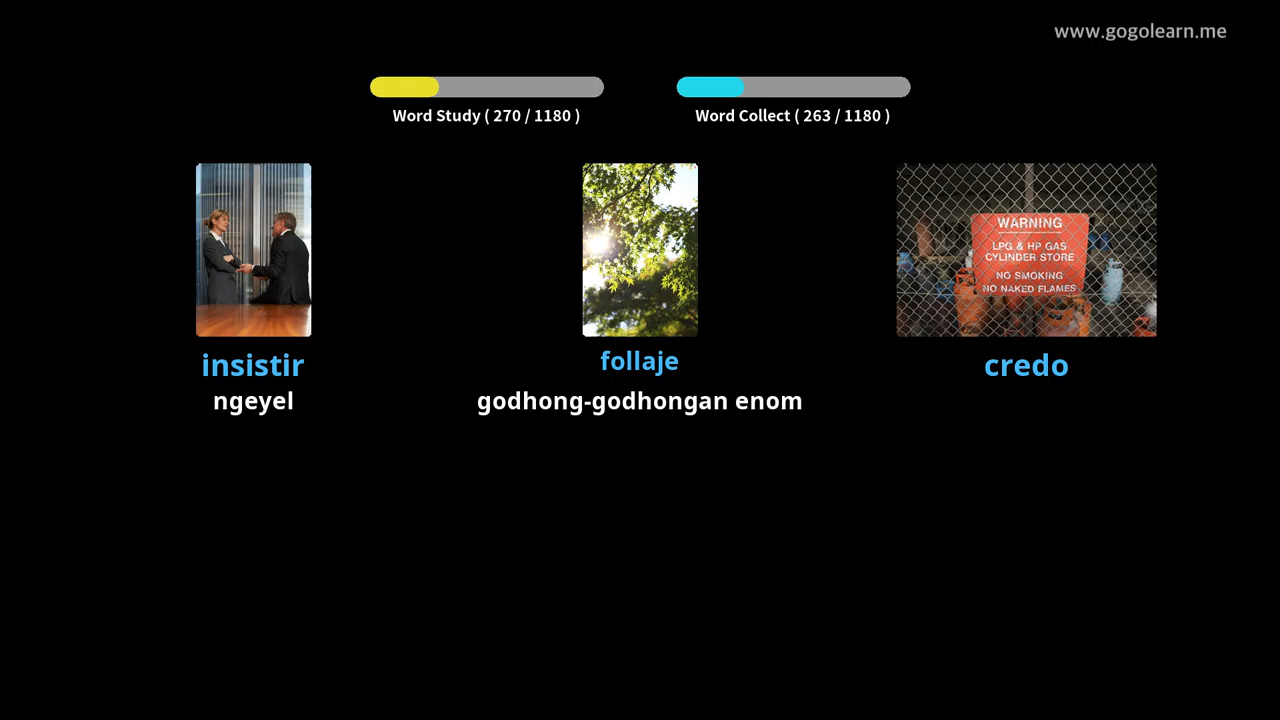 www.gogolearn.me
Word Study ( 270 / 1180 )
Word Collect ( 263 / 1180 )
WARNING
LPG & HP GAS
CYLINDER STORE
NO SMOKING
NO NAKED FLAMES
insistir
ngeyel
follaje
godhong-godhongan enom
credo